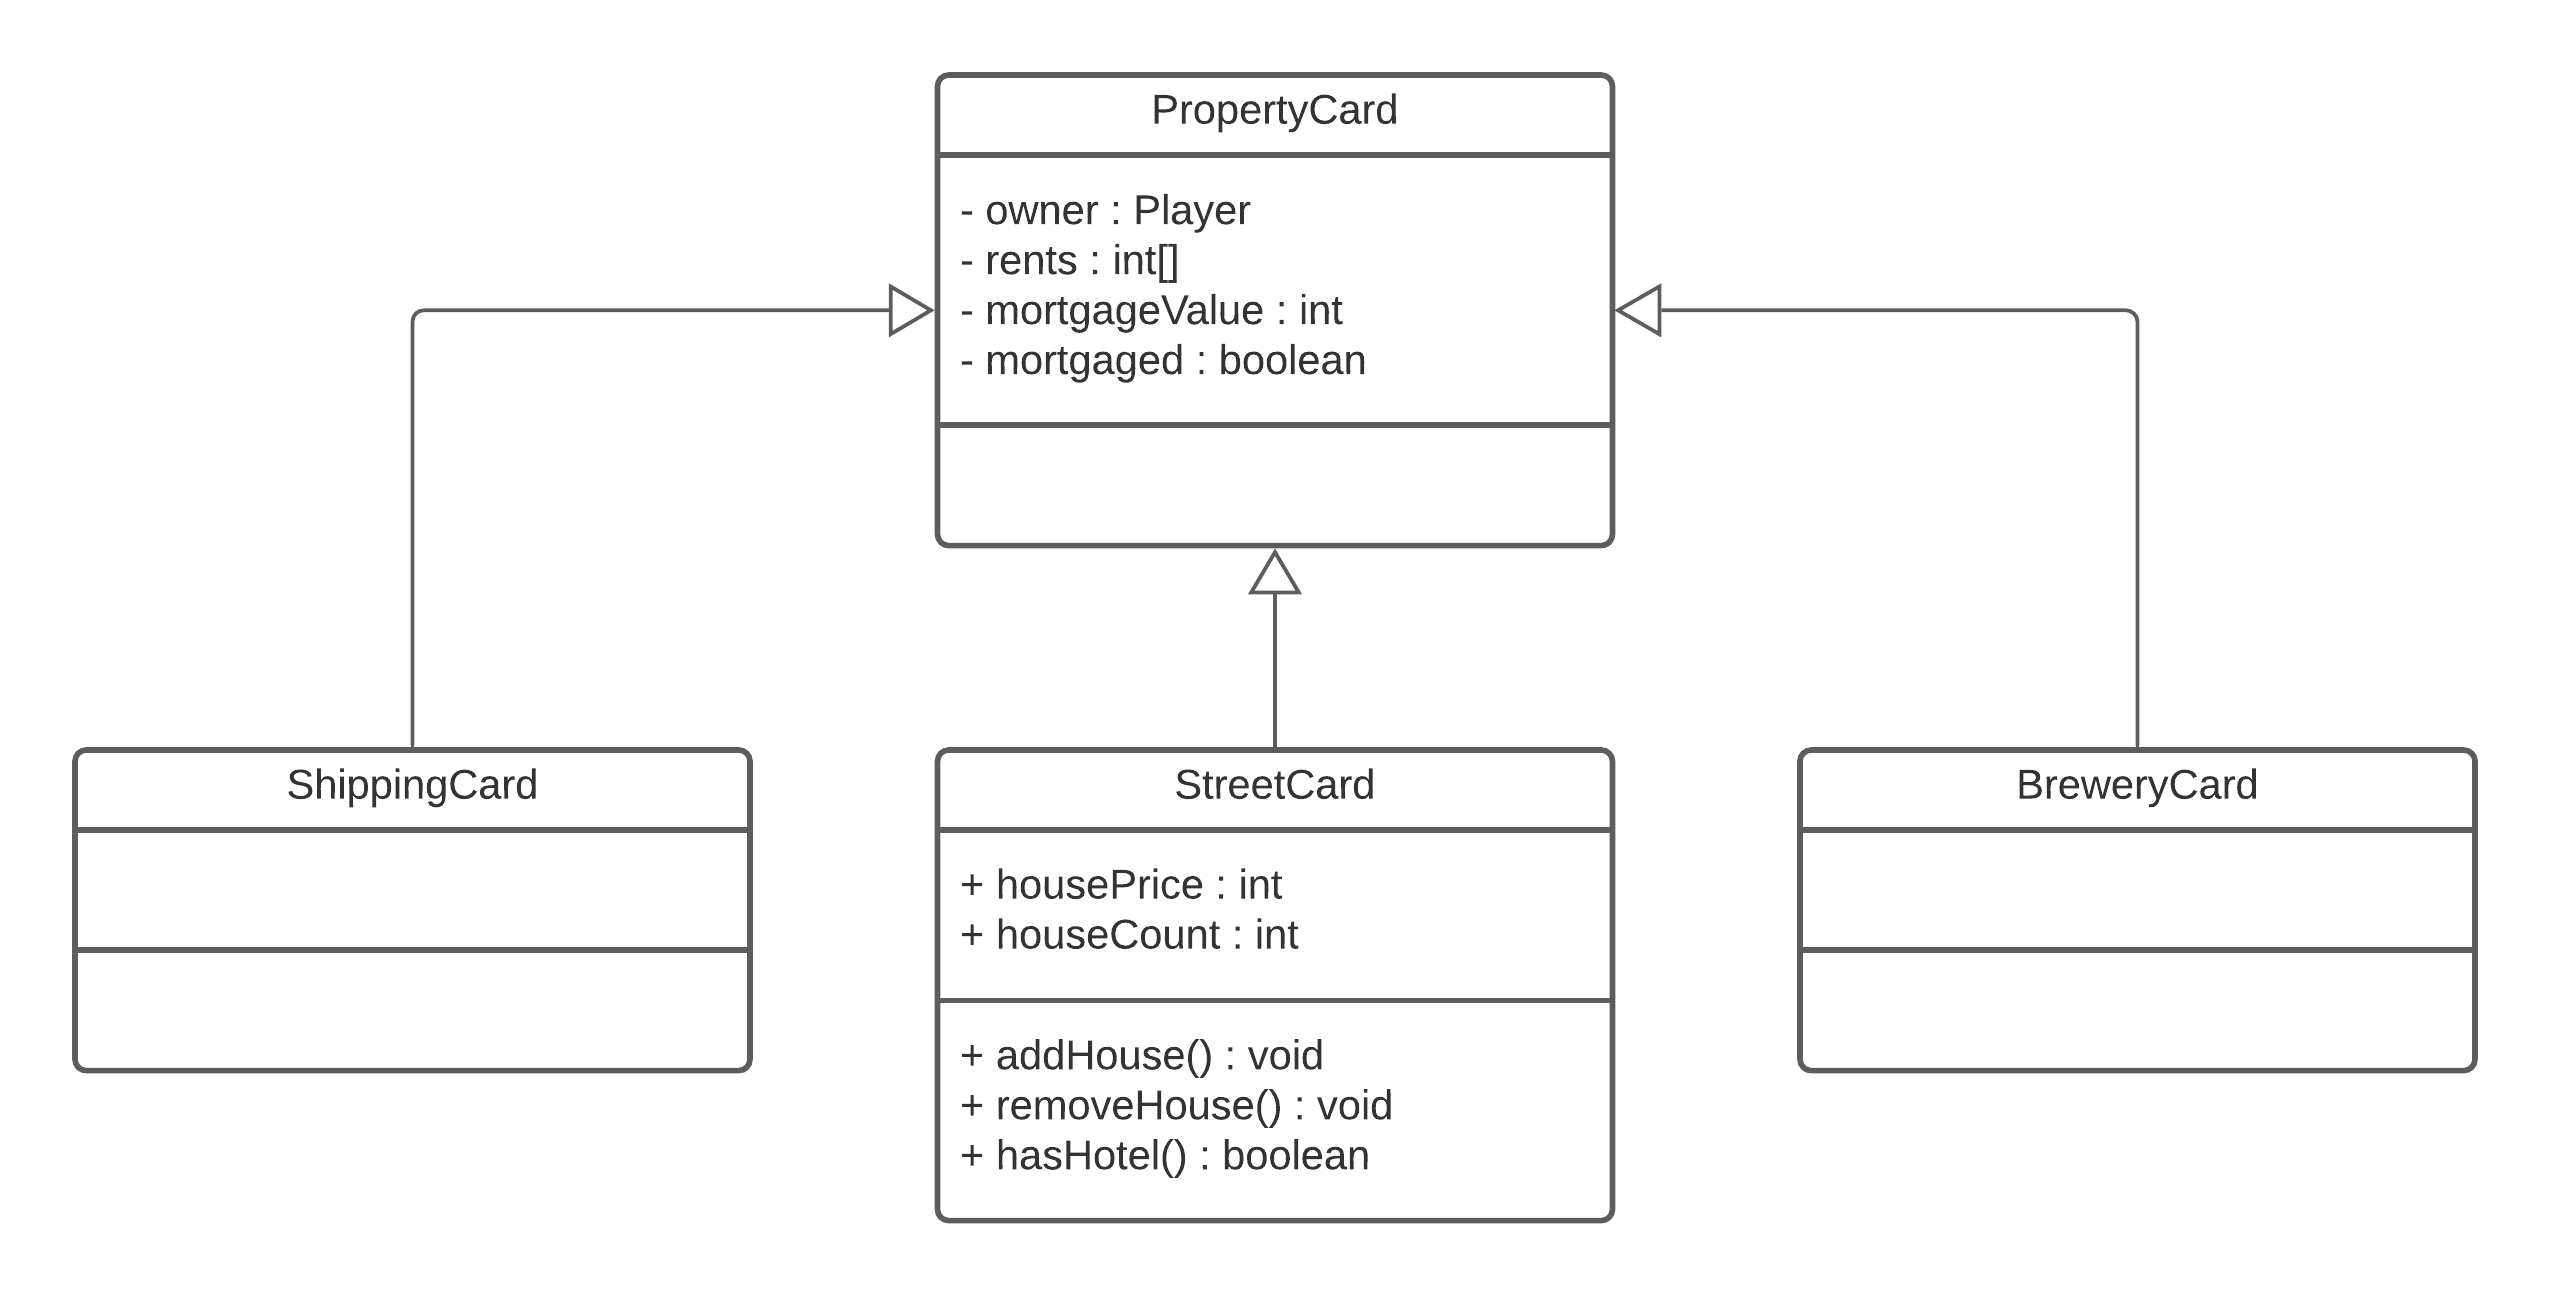 PropertyCard
- owner : Player
- rents : int[]
- mortgageValue : int
- mortgaged : boolean
ShippingCard
StreetCard
+ housePrice : int
+ houseCount : int
+ addHouse() : void
+ removeHouse() : void
+ hasHotel() : boolean
BreweryCard